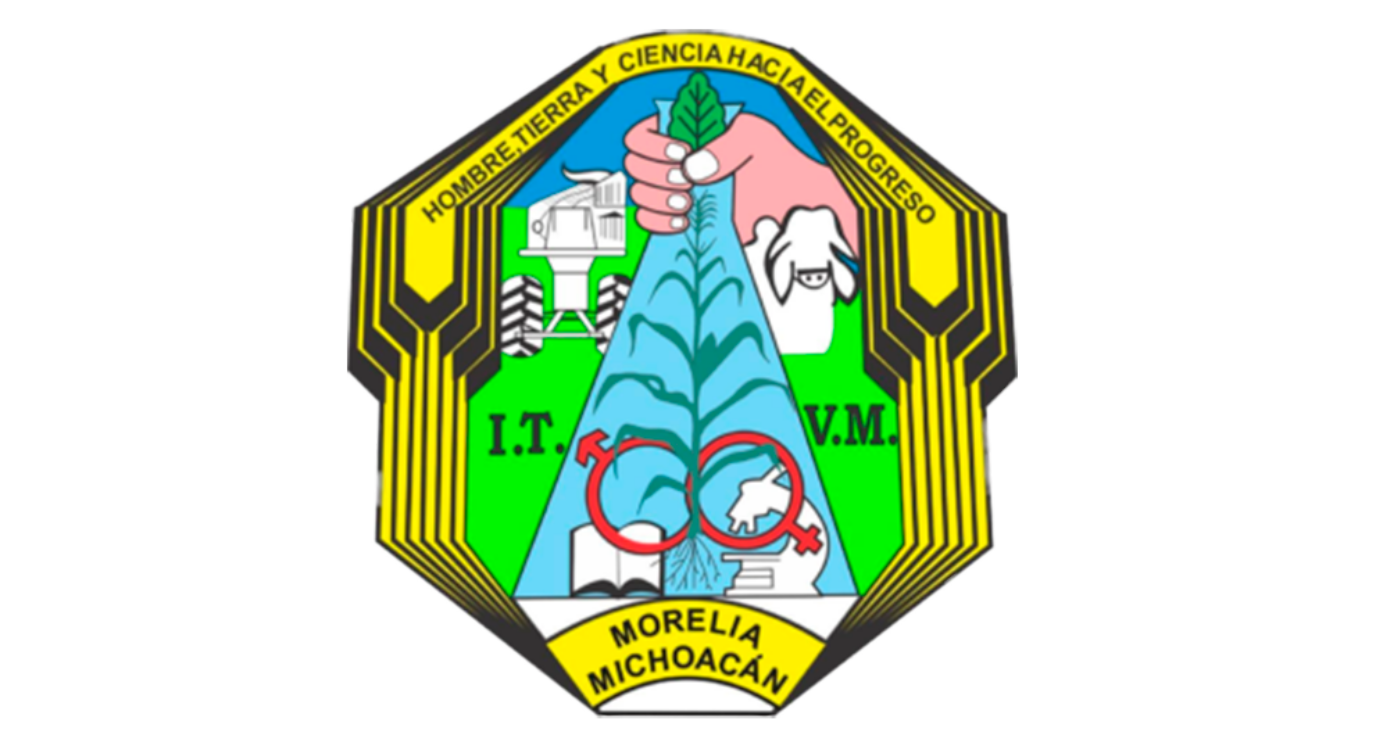 HOMBRE, TIERRA Y CIENCIA HACIA EL PROGRESO
I.T. V.M.
MORELIA
MICHOACÁN